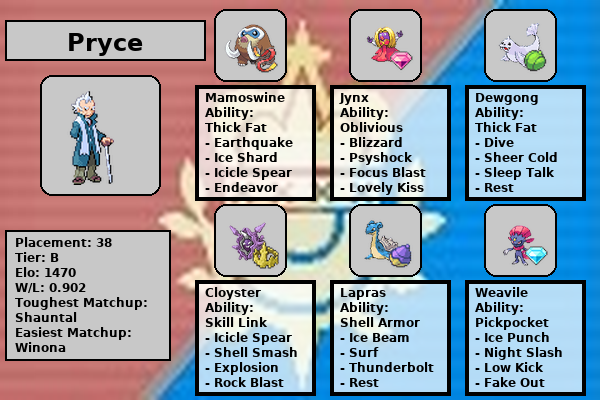 Pryce
Mamoswine
Ability:
Thick Fat
- Earthquake
- Ice Shard
- Icicle Spear
- Endeavor
Jynx
Ability:
Oblivious
- Blizzard
- Psyshock
- Focus Blast
- Lovely Kiss
Dewgong
Ability:
Thick Fat
- Dive
- Sheer Cold
- Sleep Talk
- Rest
Placement: 38
Tier: B
Elo: 1470
W/L: 0.902
Toughest Matchup:
Shauntal
Easiest Matchup:
Winona
Cloyster
Ability:
Skill Link
- Icicle Spear
- Shell Smash
- Explosion
- Rock Blast
Lapras
Ability:
Shell Armor
- Ice Beam
- Surf
- Thunderbolt
- Rest
Weavile
Ability:
Pickpocket
- Ice Punch
- Night Slash
- Low Kick
- Fake Out